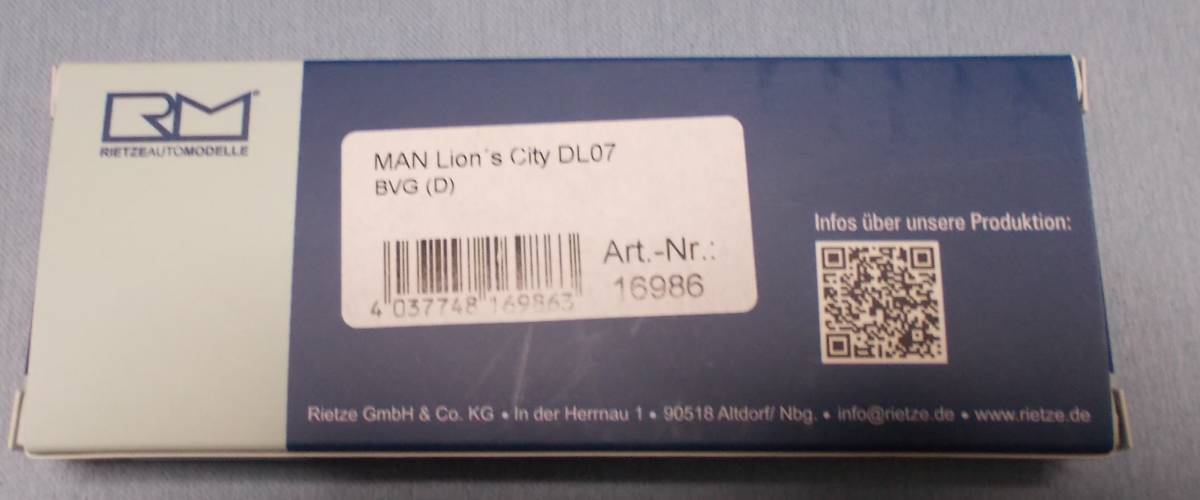 RM
RIETZEAUTOMODELLE
MAN Lion´s City DL07
BVG (D)
Art.-Nr.:
16986
4 037748 169863
Infos über unsere Produktion:
Rietze GmbH & Co. KG • In der Herrnau 1 • 90518 Altdorf/ Nbg. • info@rietze.de • www.rietze.de